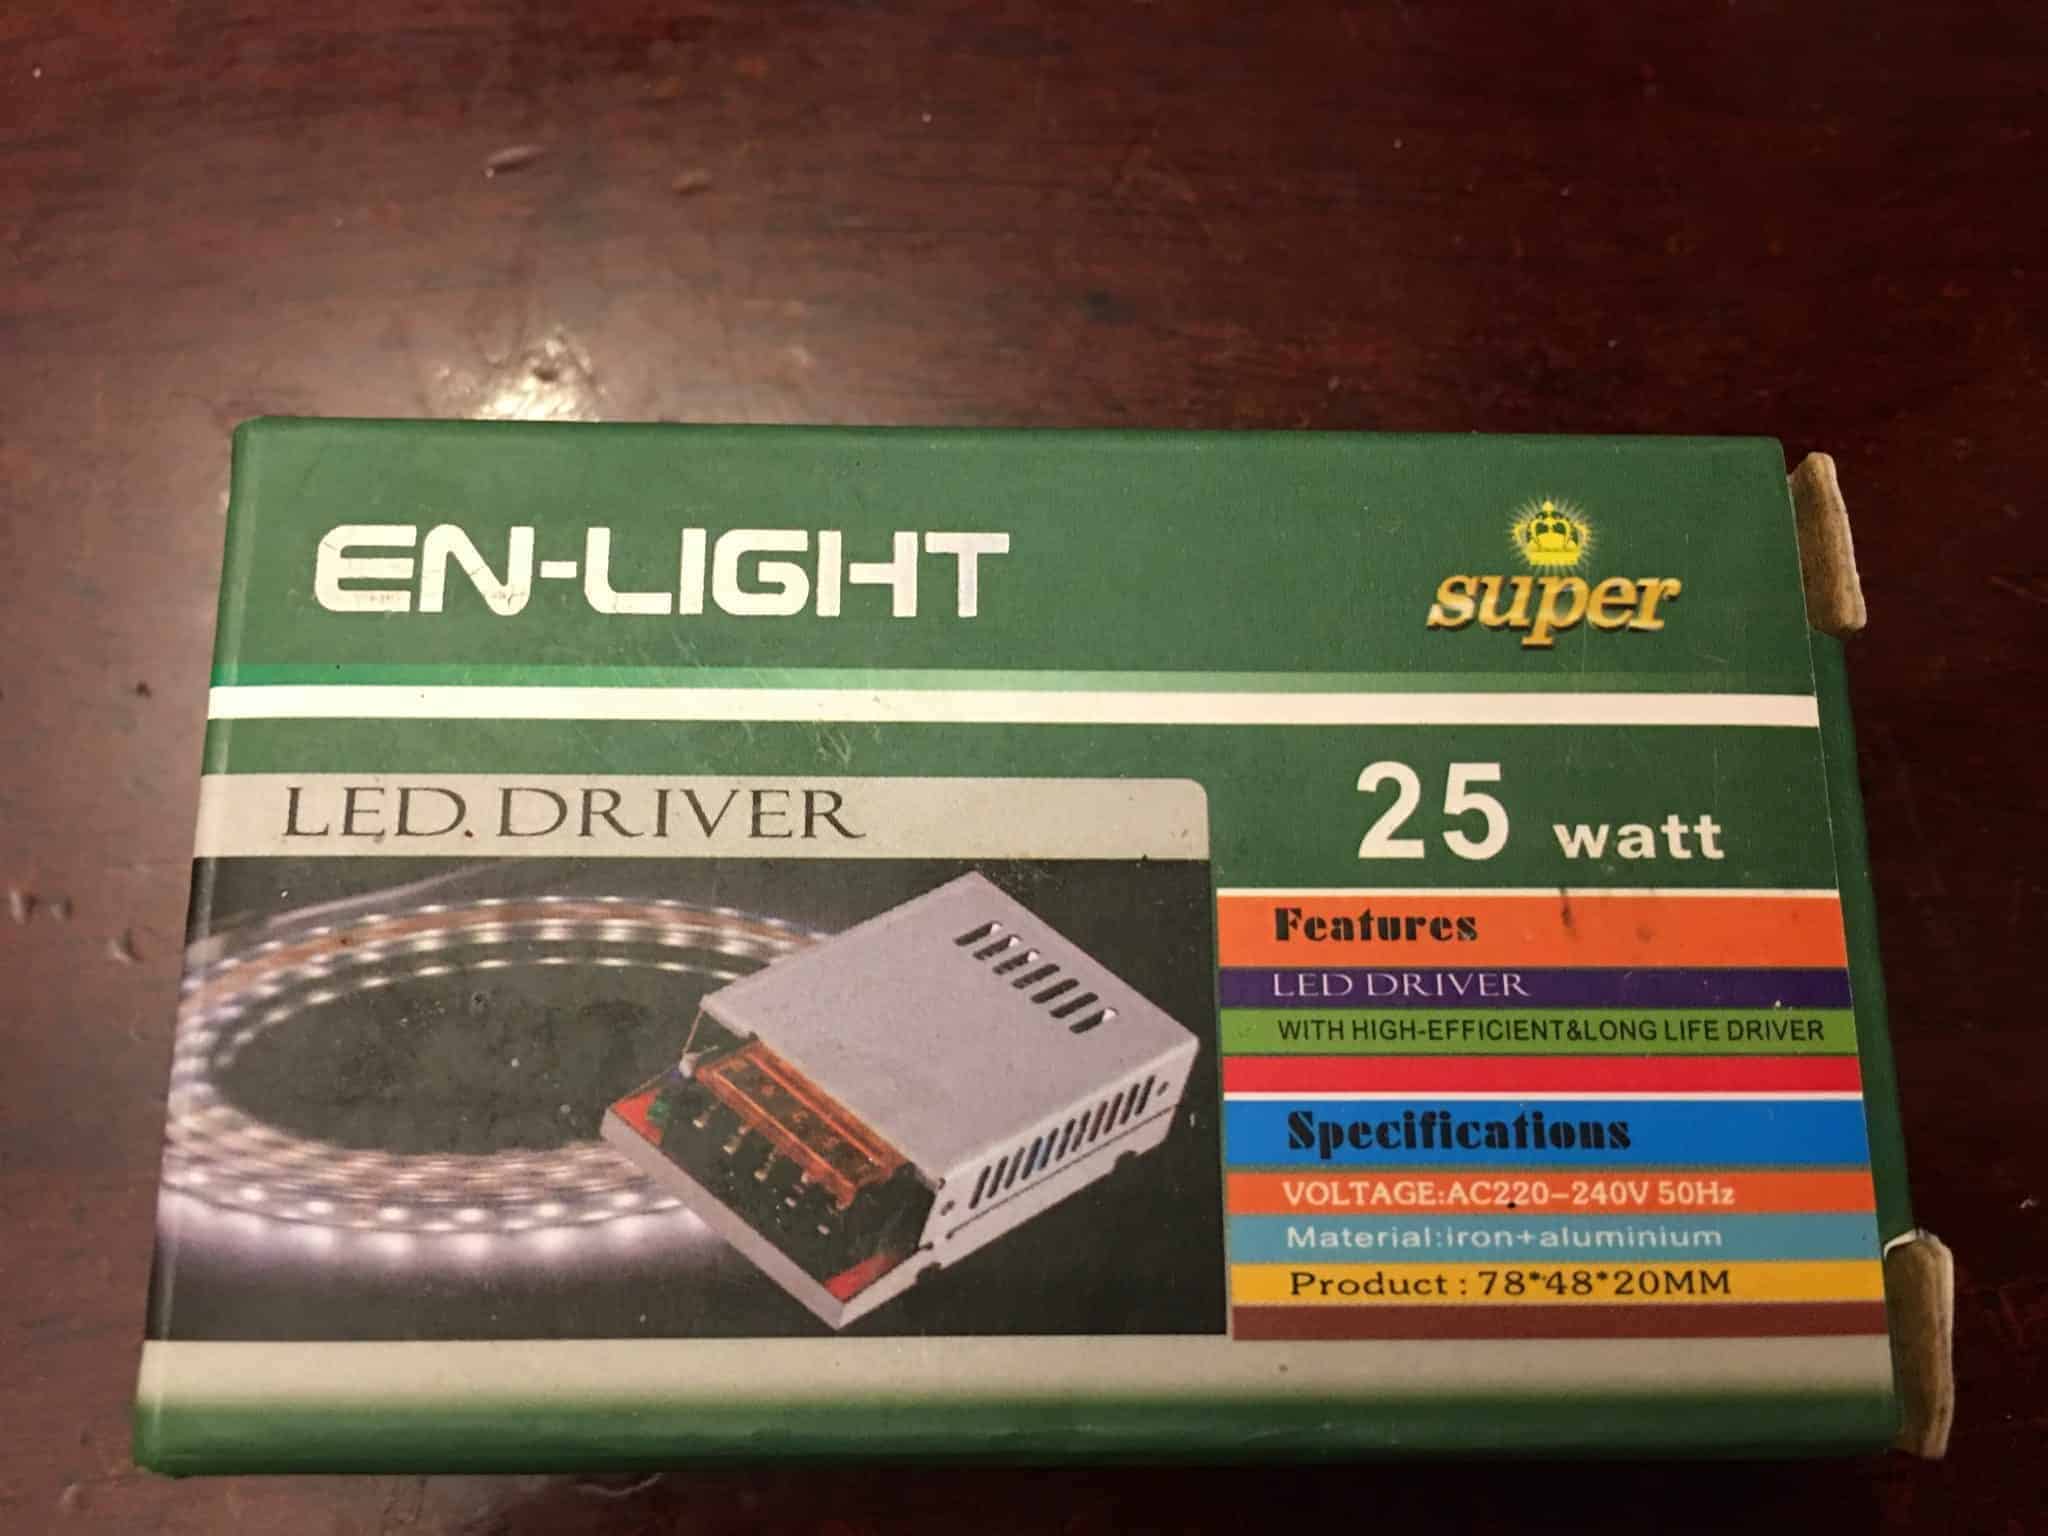 EN-LIGHT
super
LED. DRIVER
25 watt
Features
LED DRIVER
WITH HIGH-EFFICIENT&LONG LIFE DRIVER
Specifications
VOLTAGE:AC220-240V 50Hz
Material:iron+aluminium
Product : 78*48*20MM